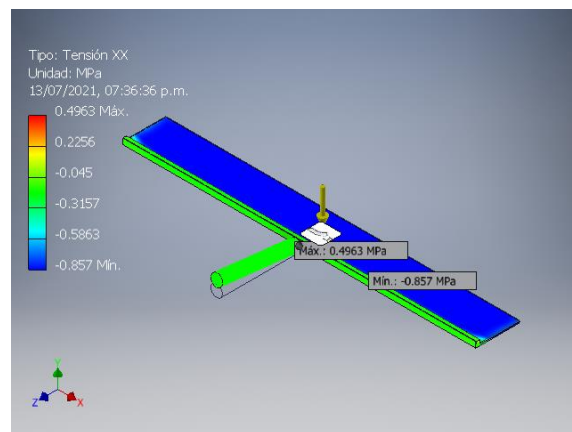 Tipo: Tensión XX
Unidad: MPa
13/07/2021, 07:36:36 p.m.
0.4963 Máx.
0.2256
-0.045
-0.3157
-0.5863
-0.857 Mín.
Máx.: 0.4963 MPa
Mín.: -0.857 MPa
Y
Z
X